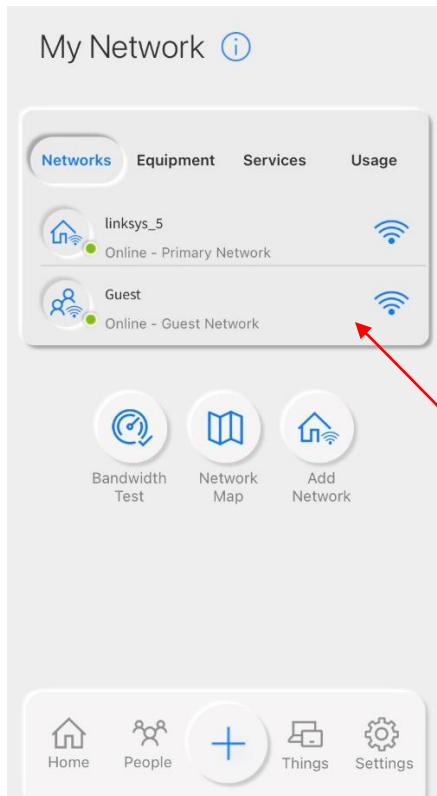 My Network
Networks Equipment Services Usage
linksys_5
Online - Primary Network
Guest
Online - Guest Network
Bandwidth Test
Network Map
Add Network
Home People Things Settings